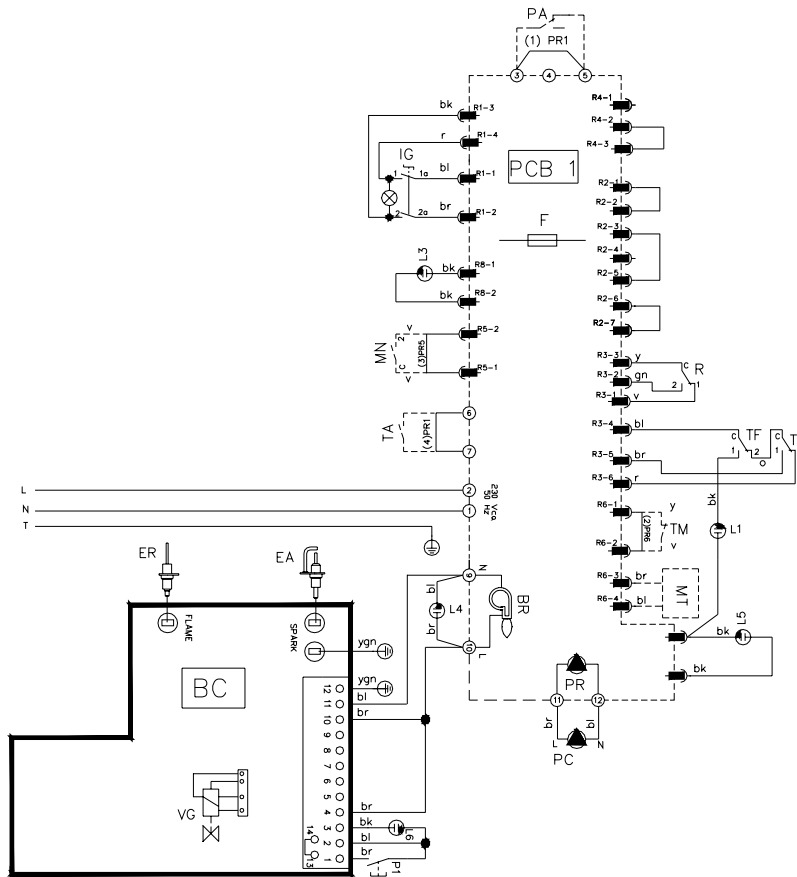 PA
(1) PR1
3 4 5
bk R1-3
r R1-4
IG
1 1a bl R1-1
2 2a br R1-2
PCB 1
F
L3
bk R8-1
bk R8-2
MN
2 v
(3)PR5
C v
R5-2
R5-1
TA
(4)PR1
6
7
L
N
T
2
1
230 Vca
50 Hz
R4-1
R4-2
R4-3
R2-1
R2-2
R2-3
R2-4
R2-5
R2-6
R2-7
R3-3 y
R3-2 gn
R3-1 v
C
2 1
R
R3-4 bl
R3-5 br
R3-6 r
C TF
1 2
C T
1
bk
L1
R6-1 y
R6-2 v
(2)PR6
TM
R6-3 br
R6-4 bl
MT
bk L5
bk
ER
EA
FLAME
SPARK
ygn
ygn
bl
br
BC
VG
12
11
10
9
8
7
6
5
4
3
2
1
14
13
br
bk
bl
br
L6
P1
6 N
bl
L4
br
10 L
BR
PR
11 12
br bl
L N
PC